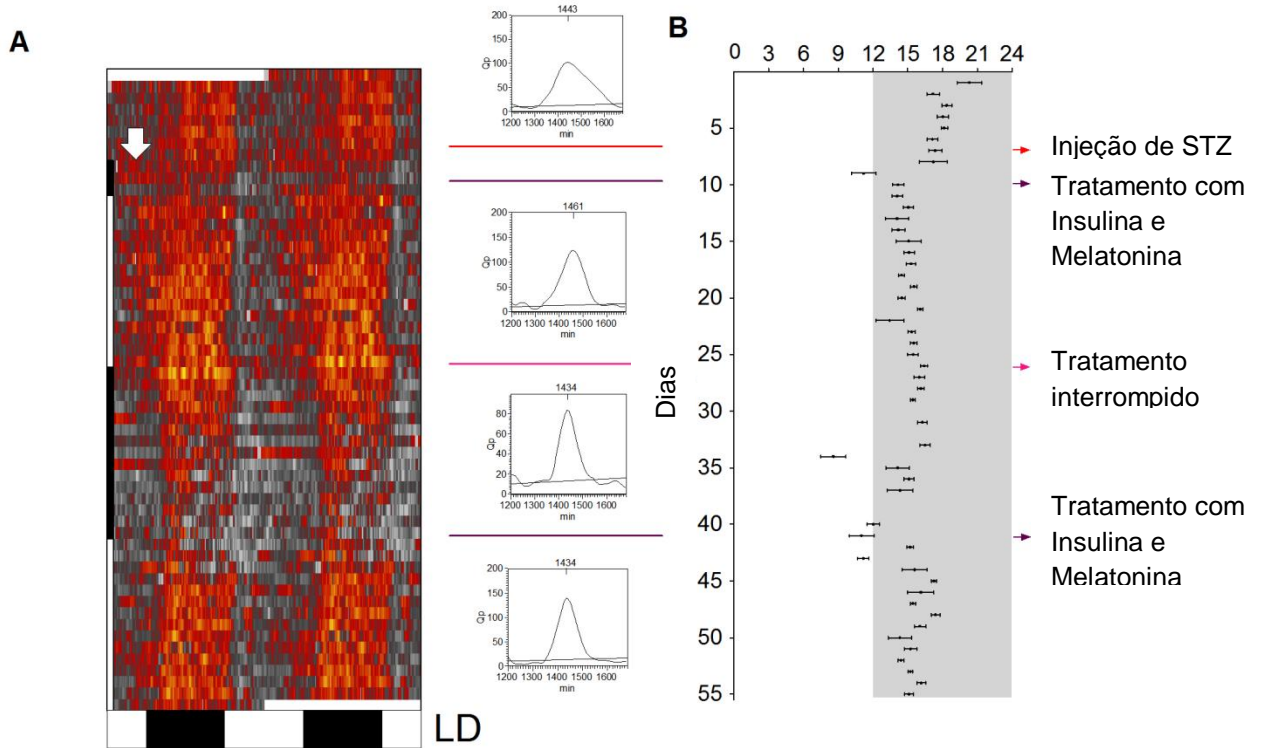 A
LD
1443
200
150
100
50
0
Qp
1200 1300 1400 1500 1600
min
1461
200
150
100
50
0
Qp
1200 1300 1400 1500 1600
min
1434
80
60
40
20
0
Qp
1200 1300 1400 1500 1600
min
1434
200
150
100
50
0
Qp
1200 1300 1400 1500 1600
min
B
0 3 6 9 12 15 18 21 24
5
10
15
20
25
30
35
40
45
50
55
Dias
Injeção de STZ
Tratamento com
Insulina e
Melatonina
Tratamento
interrompido
Tratamento com
Insulina e
Melatonina